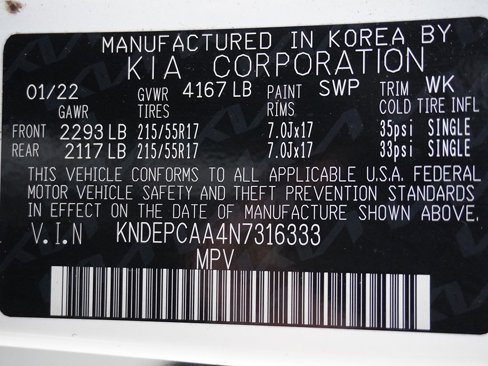 MANUFACTURED IN KOREA BY
KIA CORPORATION
01/22 GVWR 4167 LB PAINT SWP TRIM WK
GAWR TIRES RIMS COLD TIRE INFL
FRONT 2293 LB 215/55R17 7.0Jx17 35psi SINGLE
REAR 2117 LB 215/55R17 7.0Jx17 33psi SINGLE
THIS VEHICLE CONFORMS TO ALL APPLICABLE U.S.A. FEDERAL
MOTOR VEHICLE SAFETY AND THEFT PREVENTION STANDARDS
IN EFFECT ON THE DATE OF MANUFACTURE SHOWN ABOVE.
V.I.N KNDEPCAA4N7316333
MPV